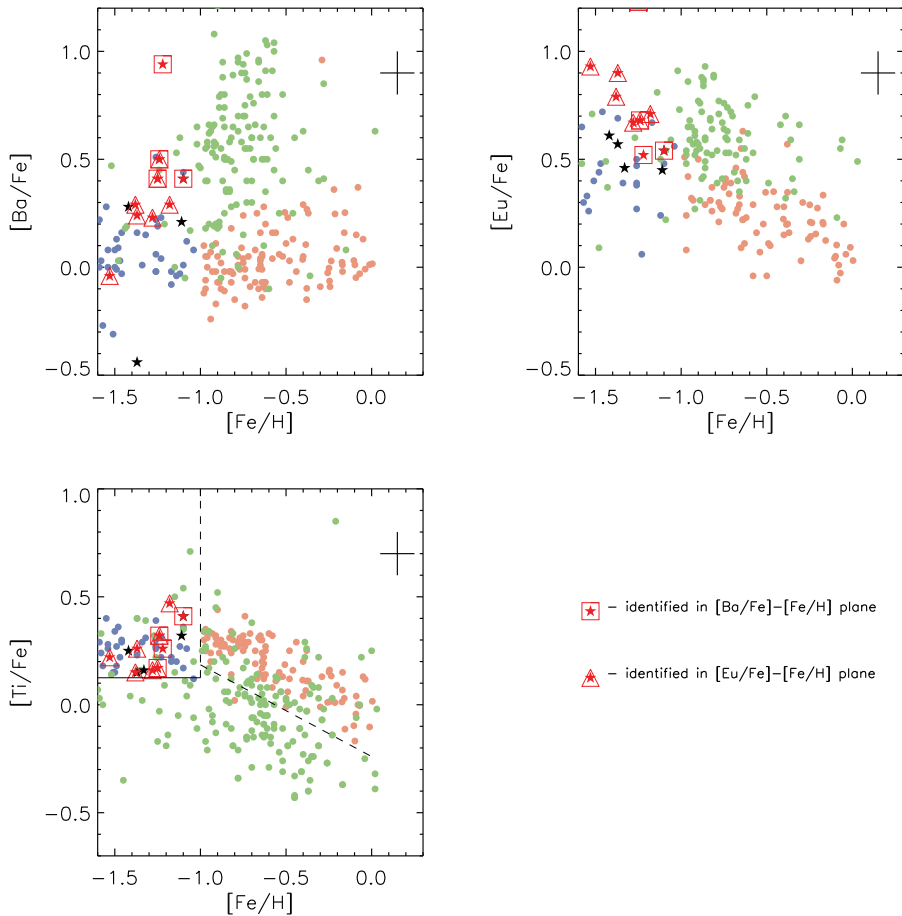 1.0
0.5
0.0
−0.5
[Ba/Fe]
−1.5 −1.0 −0.5 0.0
[Fe/H]
1.0
0.5
0.0
−0.5
[Eu/Fe]
−1.5 −1.0 −0.5 0.0
[Fe/H]
1.0
0.5
0.0
−0.5
[Ti/Fe]
−1.5 −1.0 −0.5 0.0
[Fe/H]
− identified in [Ba/Fe]−[Fe/H] plane
− identified in [Eu/Fe]−[Fe/H] plane